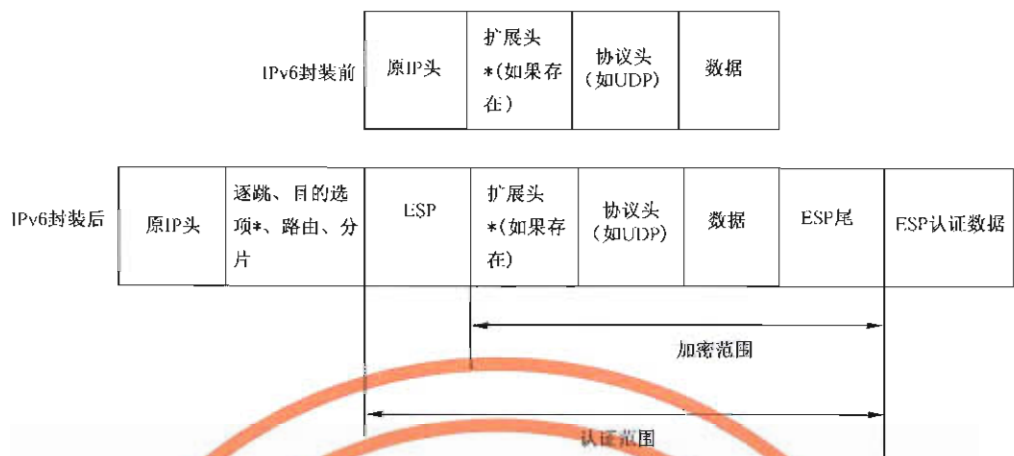 IPv6封装前
原IP头
扩展头
*(如果存
在)
协议头
(如UDP)
数据
IPv6封装后
原IP头
逐跳、目的选
项*、路由、分
片
ESP
扩展头
*(如果存
在)
协议头
(如UDP)
数据
ESP尾
ESP认证数据
加密范围
认证范围